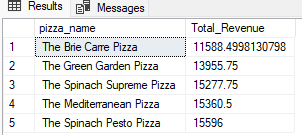 Results Messages
pizza_name Total_Revenue
1 The Brie Carre Pizza 11588.4998130798
2 The Green Garden Pizza 13955.75
3 The Spinach Supreme Pizza 15277.75
4 The Mediterranean Pizza 15360.5
5 The Spinach Pesto Pizza 15596